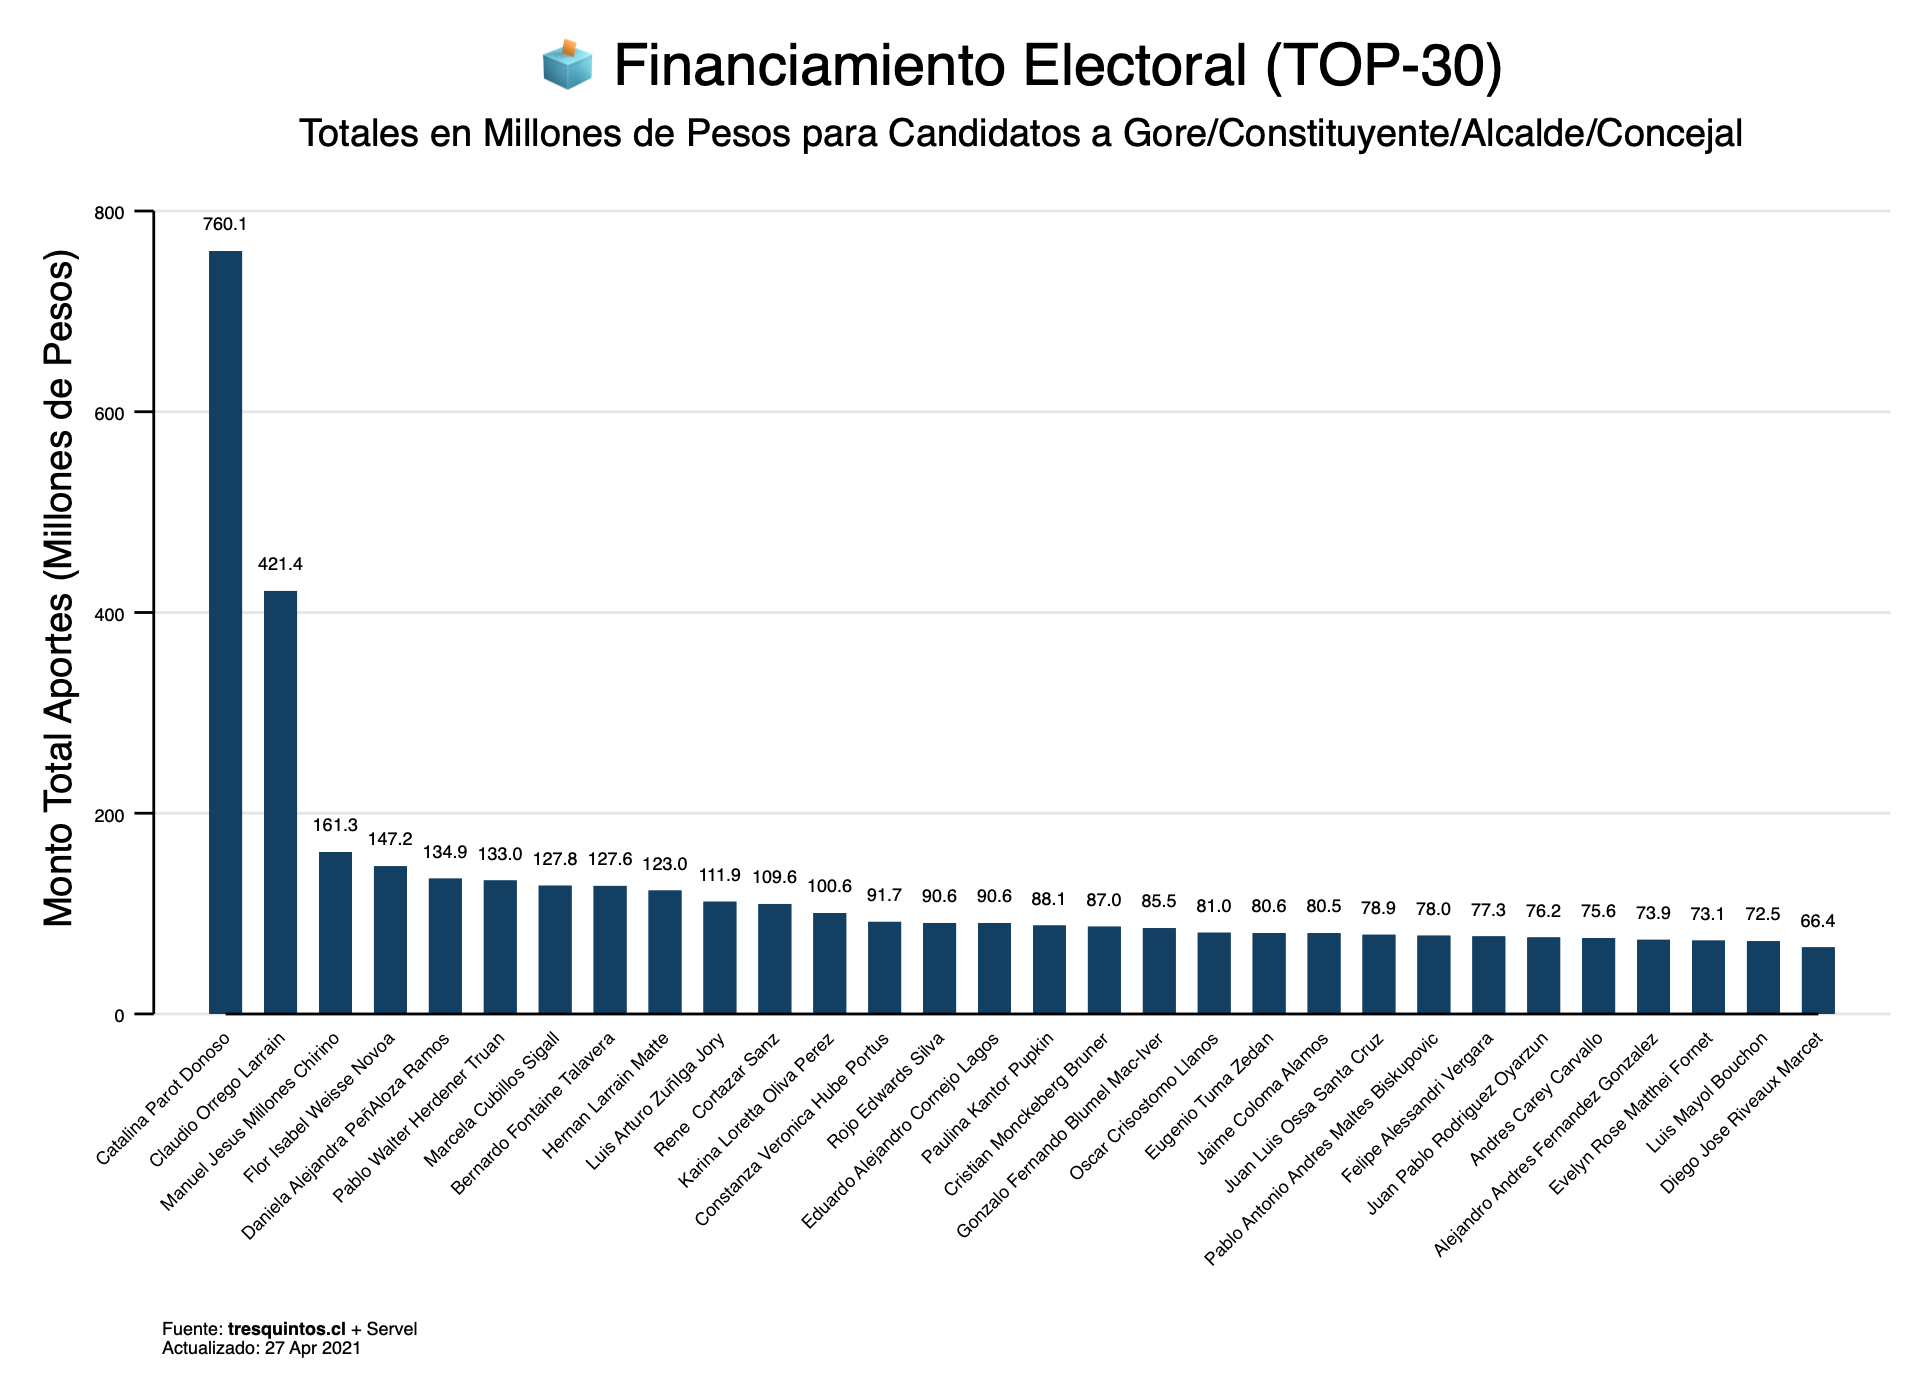 Financiamiento Electoral (TOP-30)
Totales en Millones de Pesos para Candidatos a Gore/Constituyente/Alcalde/Concejal
Monto Total Aportes (Millones de Pesos)
800
600
400
200
0
760.1
421.4
161.3
147.2
134.9
133.0
127.8
127.6
123.0
111.9
109.6
100.6
91.7
90.6
90.6
88.1
87.0
85.5
81.0
80.6
80.5
78.9
78.0
77.3
76.2
75.6
73.9
73.1
72.5
66.4
Catalina Parot Donoso
Claudio Orrego Larrain
Manuel Jesus Millones Chirino
Flor Isabel Weisse Novoa
Daniela Alejandra PeñAloza Ramos
Pablo Walter Herdener Truan
Marcela Cubillos Sigall
Bernardo Fontaine Talavera
Hernan Larrain Matte
Luis Arturo Zuñilga Jory
Rene Cortazar Sanz
Karina Loretta Oliva Perez
Constanza Veronica Hube Portus
Rojo Edwards Silva
Eduardo Alejandro Cornejo Lagos
Paulina Kantor Pupkin
Cristian Monckeberg Bruner
Gonzalo Fernando Blumel Mac-Iver
Oscar Crisostomo Llanos
Eugenio Tuma Zedan
Jaime Coloma Alamos
Juan Luis Ossa Santa Cruz
Pablo Antonio Andres Maltes Biskupovic
Felipe Alessandri Vergara
Juan Pablo Rodriguez Oyarzun
Andres Carey Carvallo
Alejandro Andres Fernandez Gonzalez
Evelyn Rose Matthei Fornet
Luis Mayol Bouchon
Diego Jose Riveaux Marcet
Fuente: tresquintos.cl + Servel
Actualizado: 27 Apr 2021